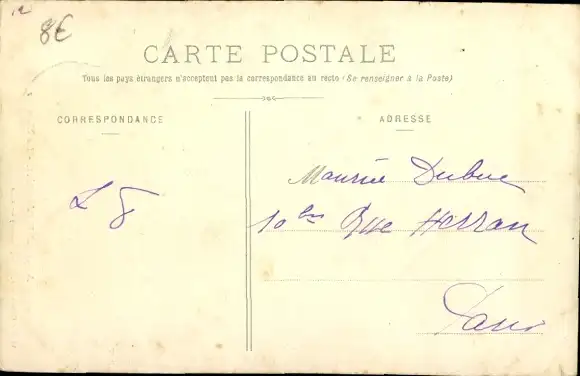 8€
CARTE POSTALE
Tous les pays étrangers n'acceptent pas la correspondance au recto (Se renseigner à la Poste)
CORRESPONDANCE
ADRESSE
Maurice Dubuc
10 bis Rue Herran
Paris